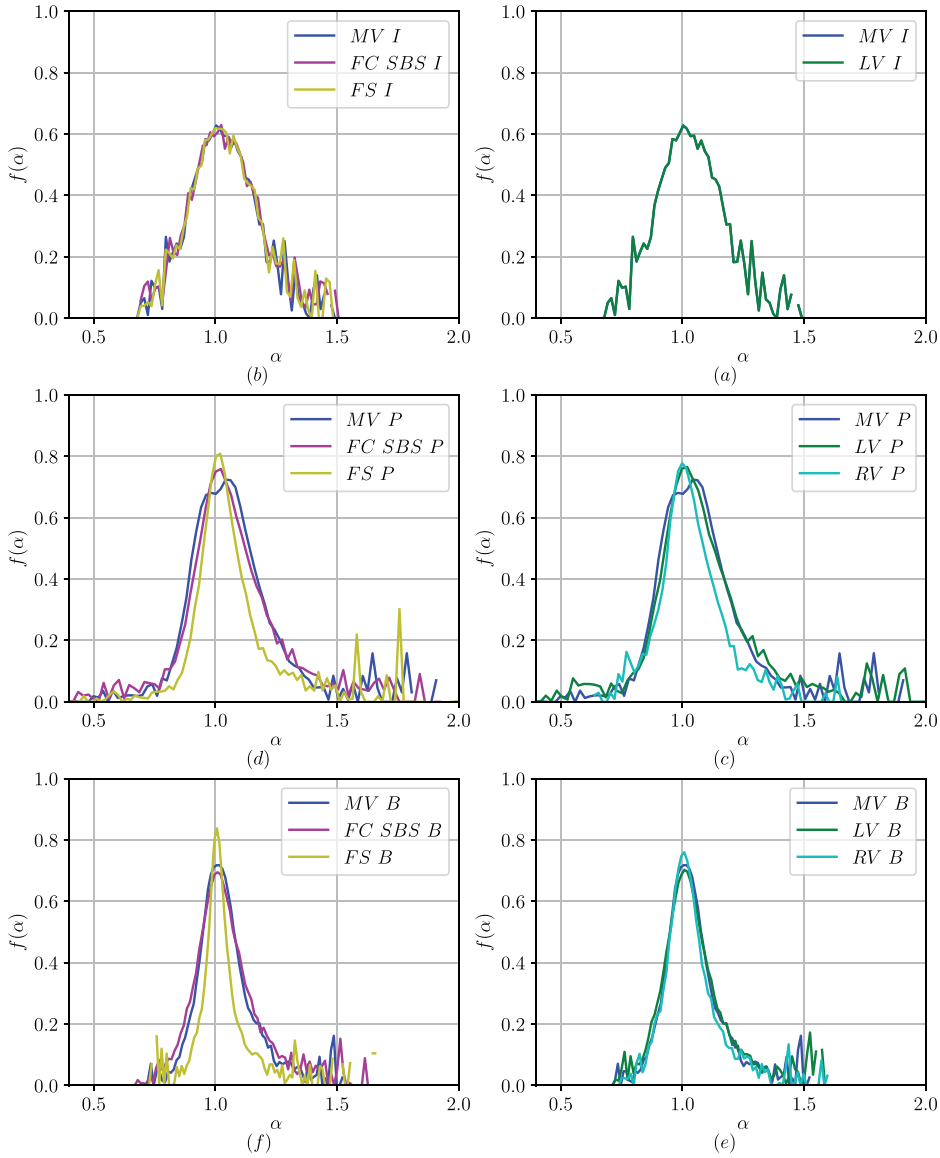 1.0
0.8
0.6
0.4
0.2
0.0
f(α)
0.5
1.0
1.5
2.0
α
MV I
FC SBS I
FS I
(b)
1.0
0.8
0.6
0.4
0.2
0.0
f(α)
0.5
1.0
1.5
2.0
α
MV I
LV I
(a)
1.0
0.8
0.6
0.4
0.2
0.0
f(α)
0.5
1.0
1.5
2.0
α
MV P
FC SBS P
FS P
(d)
1.0
0.8
0.6
0.4
0.2
0.0
f(α)
0.5
1.0
1.5
2.0
α
MV P
LV P
RV P
(c)
1.0
0.8
0.6
0.4
0.2
0.0
f(α)
0.5
1.0
1.5
2.0
α
MV B
FC SBS B
FS B
(f)
1.0
0.8
0.6
0.4
0.2
0.0
f(α)
0.5
1.0
1.5
2.0
α
MV B
LV B
RV B
(e)